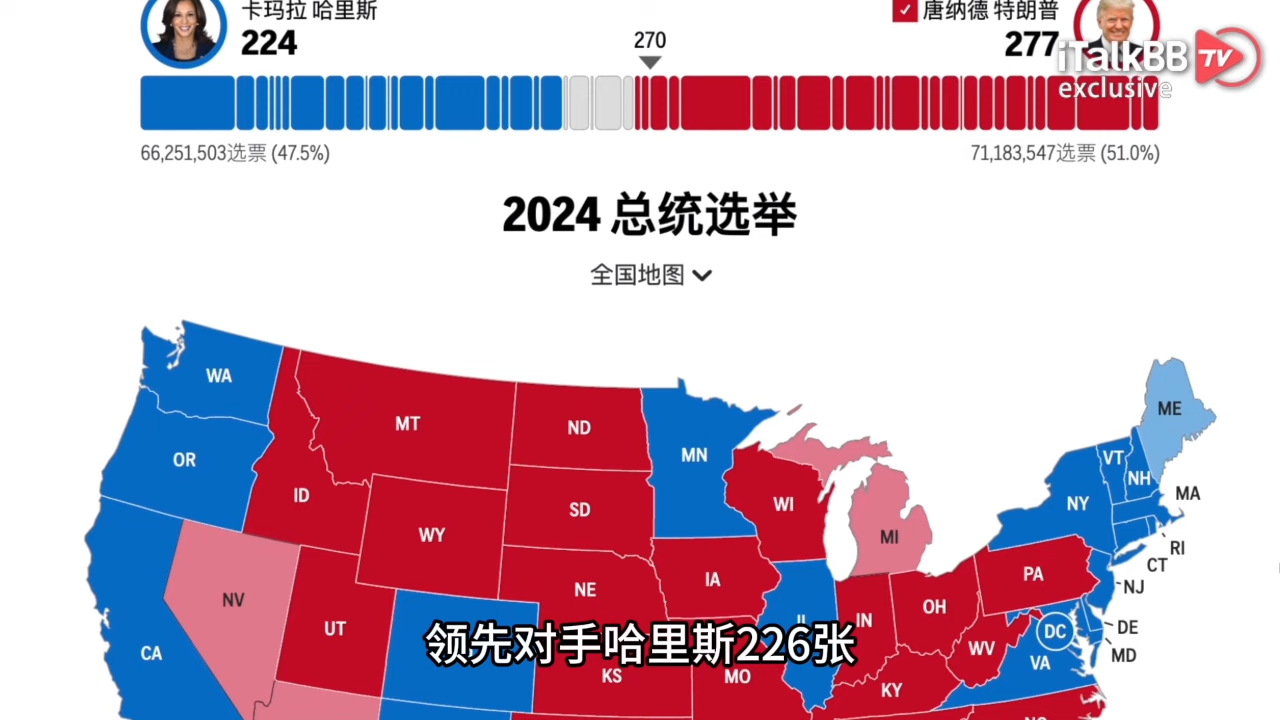 卡玛拉 哈里斯
224
270
唐纳德 特朗普
277
iTalkBB TV
exclusive
66,251,503选票 (47.5%)
71,183,547选票 (51.0%)
2024 总统选举
全国地图
WA
MT
ND
MN
ME
OR
ID
SD
WI
VT
NH
MA
NY
WY
MI
RI
CT
NV
NE
IA
PA
NJ
UT
IL
IN
OH
DE
DC
MD
CA
WV
VA
KS
MO
KY
领先对手哈里斯226张